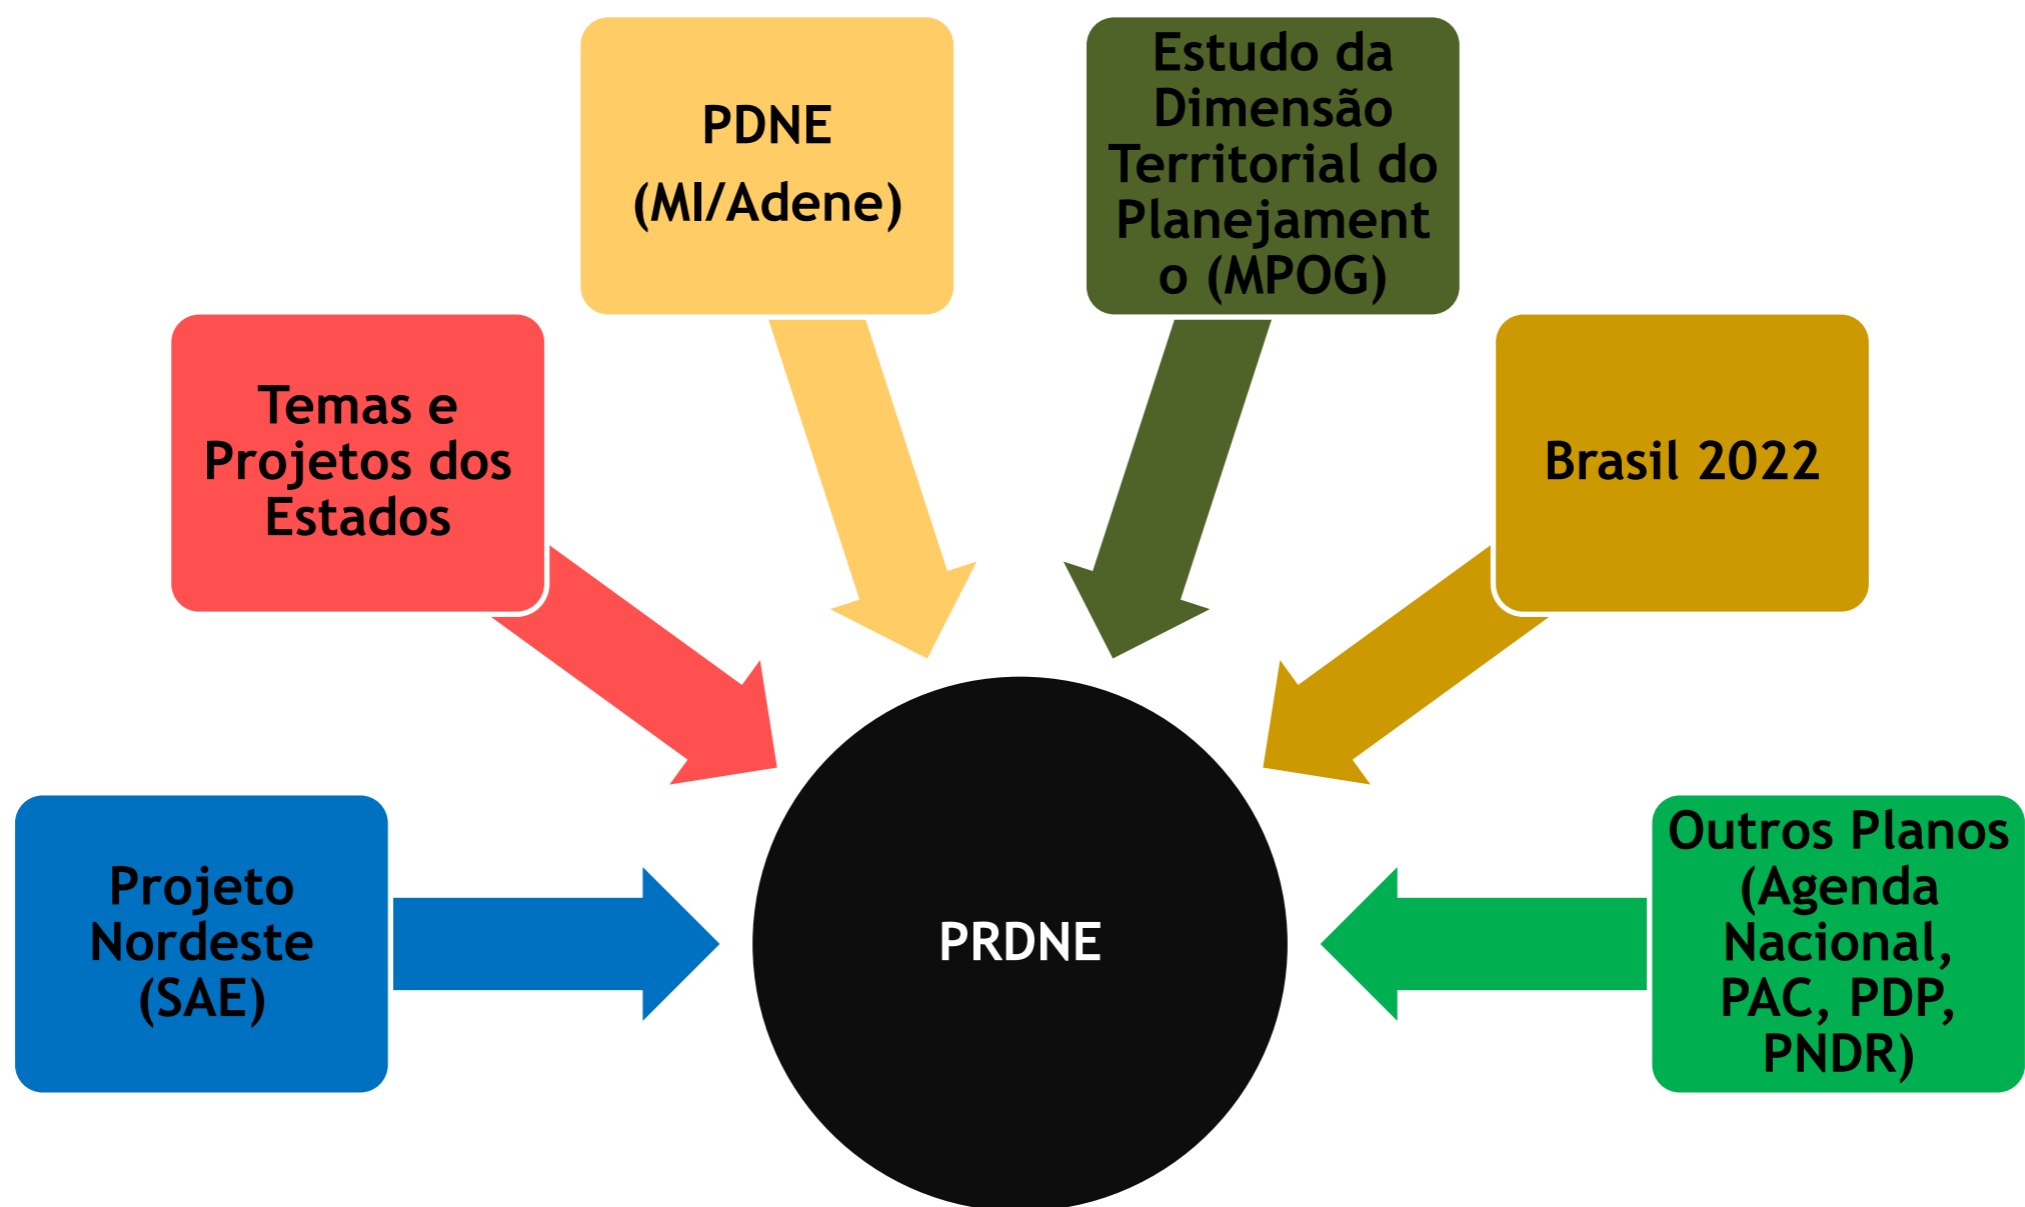 PDNE
(MI/Adene)
Estudo da
Dimensão
Territorial do
Planejament
o (MPOG)
Temas e
Projetos dos
Estados
Brasil 2022
Projeto
Nordeste
(SAE)
PRDNE
Outros Planos
(Agenda
Nacional,
PAC, PDP,
PNDR)